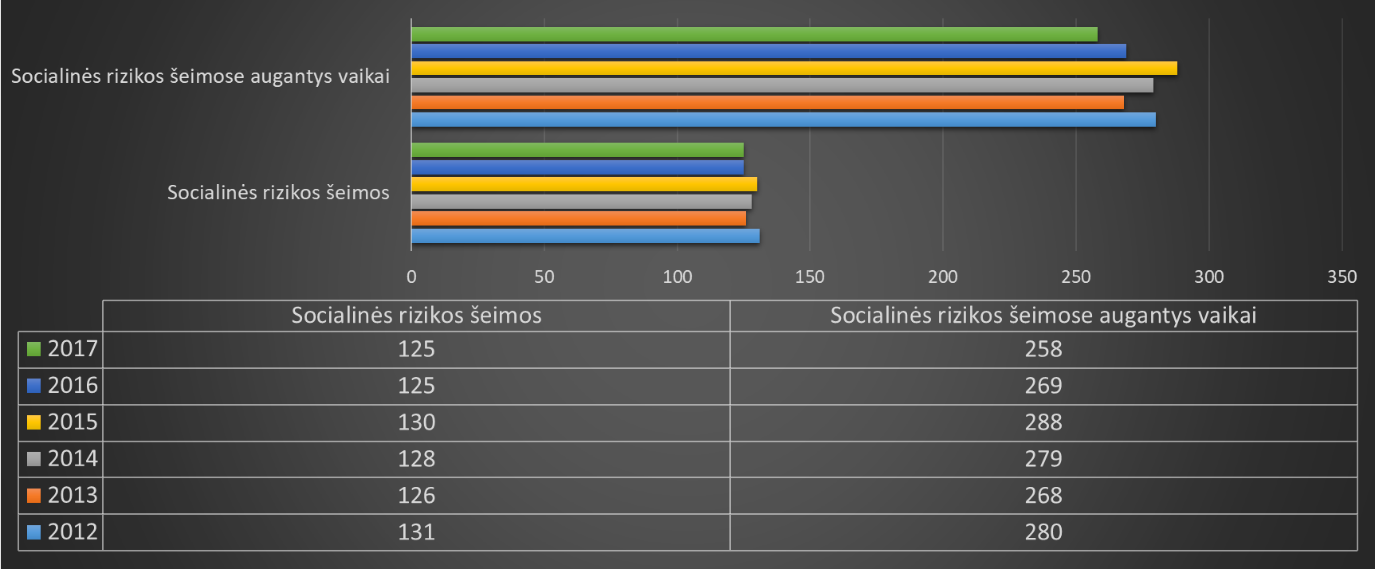 Socialinės rizikos šeimose augantys vaikai
Socialinės rizikos šeimos
0 50 100 150 200 250 300 350
Socialinės rizikos šeimos Socialinės rizikos šeimose augantys vaikai
2017 125 258
2016 125 269
2015 130 288
2014 128 279
2013 126 268
2012 131 280